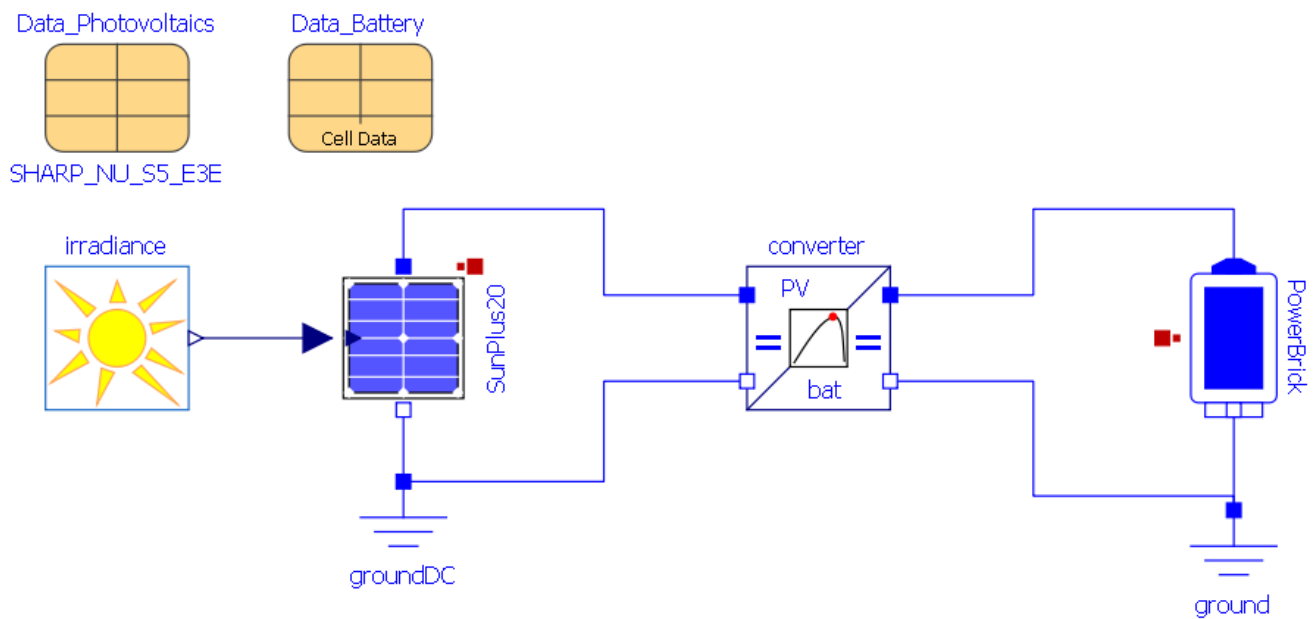 Data_Photovoltaics
Data_Battery
Cell Data
SHARP_NU_S5_E3E
irradiance
SunPlus20
converter
PV
bat
PowerBrick
groundDC
ground